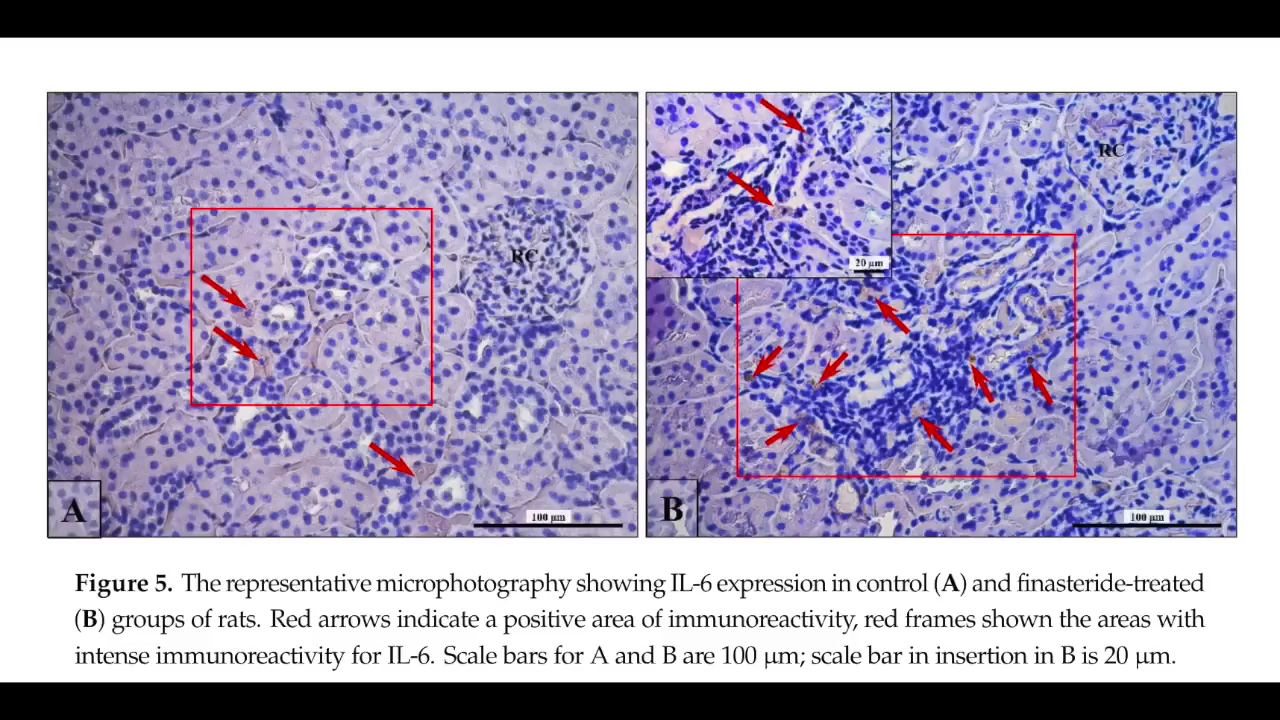 RC
A
100 µm
20 µm
RC
B
100 µm
Figure 5. The representative microphotography showing IL-6 expression in control (A) and finasteride-treated
(B) groups of rats. Red arrows indicate a positive area of immunoreactivity, red frames shown the areas with
intense immunoreactivity for IL-6. Scale bars for A and B are 100 µm; scale bar in insertion in B is 20 µm.